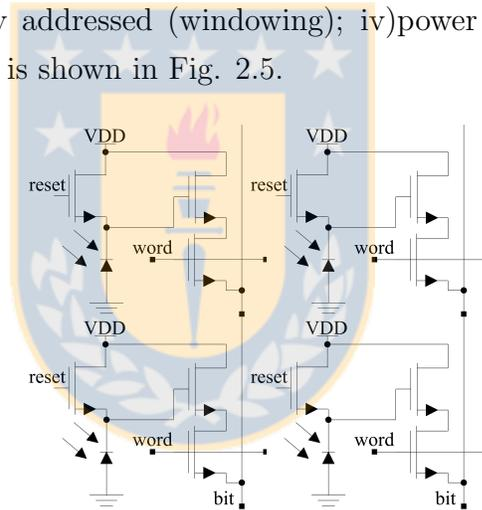 addressed (windowing); iv)power
is shown in Fig. 2.5.
VDD VDD
reset reset
word word
VDD VDD
reset reset
word word
bit bit